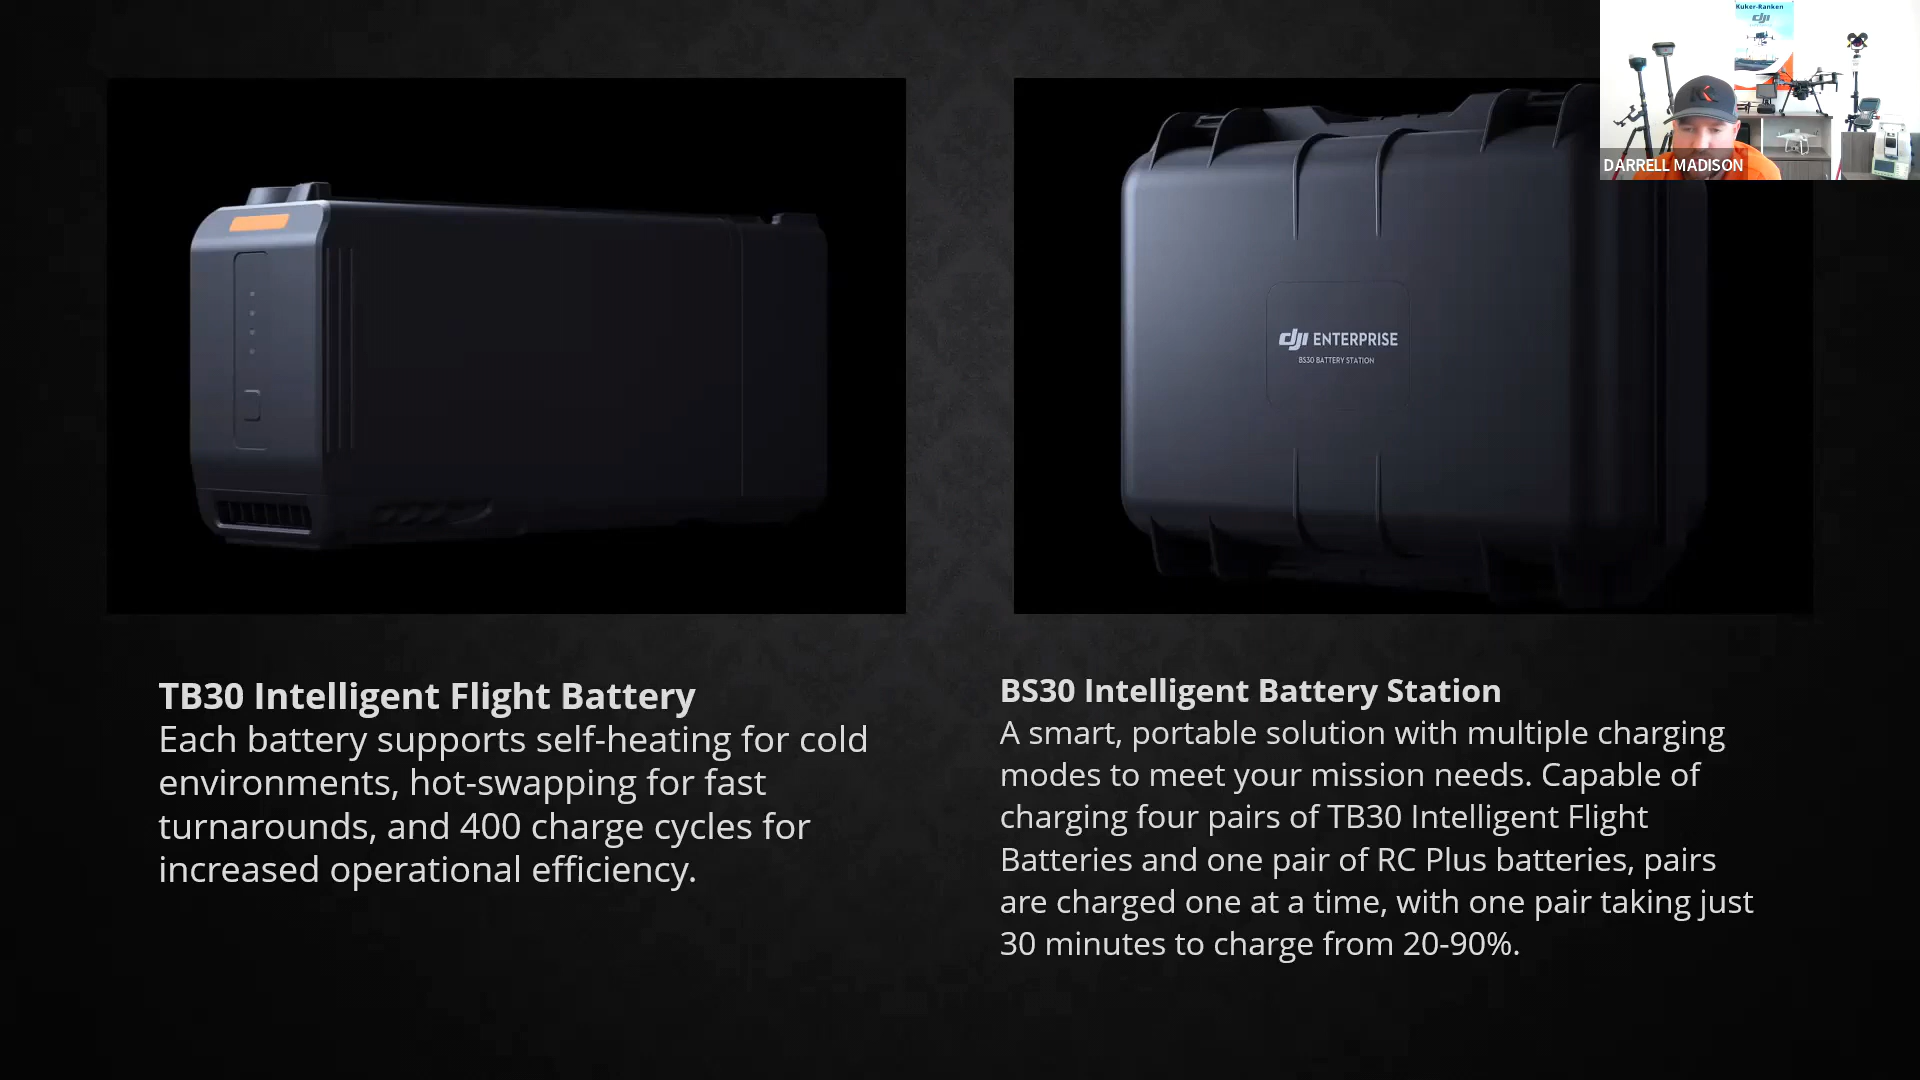 Kuker-Ranken
dji
DARRELL MADISON
dji ENTERPRISE
BS30 BATTERY STATION
TB30 Intelligent Flight Battery
Each battery supports self-heating for cold
environments, hot-swapping for fast
turnarounds, and 400 charge cycles for
increased operational efficiency.
BS30 Intelligent Battery Station
A smart, portable solution with multiple charging
modes to meet your mission needs. Capable of
charging four pairs of TB30 Intelligent Flight
Batteries and one pair of RC Plus batteries, pairs
are charged one at a time, with one pair taking just
30 minutes to charge from 20-90%.